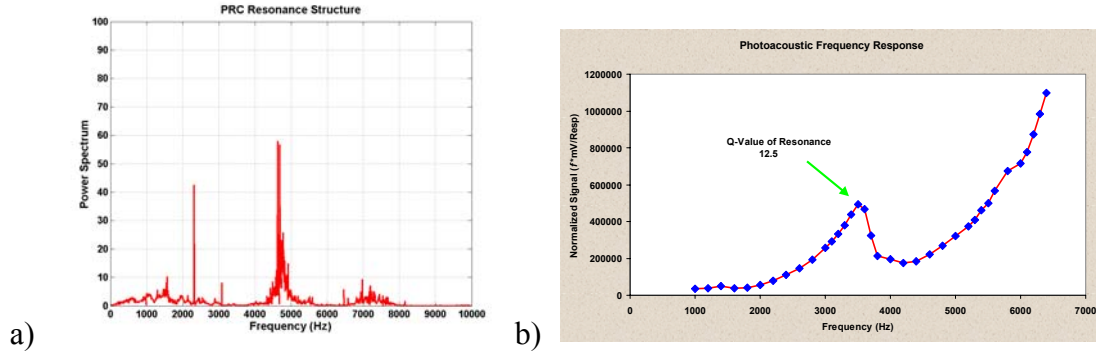 PRC Resonance Structure
100
90
80
70
60
50
40
30
20
10
0
Power Spectrum
0 1000 2000 3000 4000 5000 6000 7000 8000 9000 10000
Frequency (Hz)
a)
Photoacoustic Frequency Response
1200000
1000000
800000
600000
400000
200000
0
Normalized Signal (f*mV/Resp)
Q-Value of Resonance
12.5
0 1000 2000 3000 4000 5000 6000 7000
Frequency (Hz)
b)